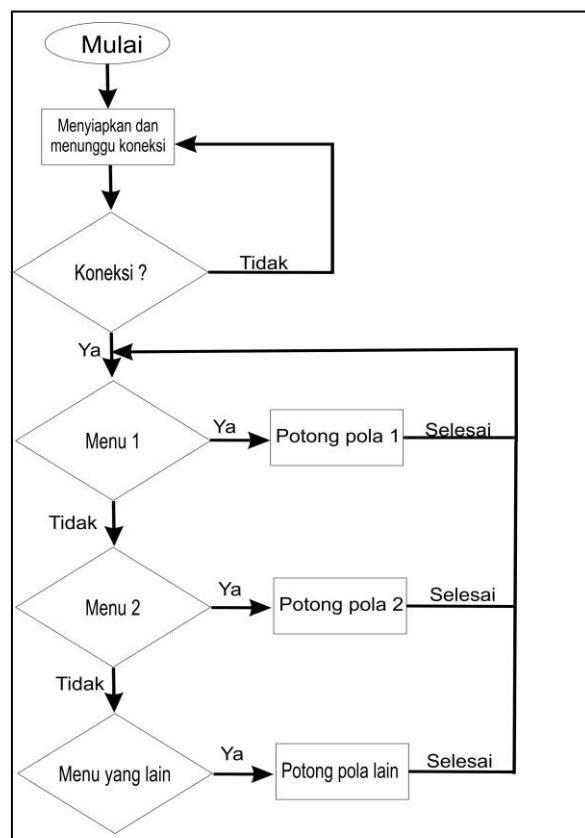 Mulai
Menyiapkan dan
menunggu koneksi
Koneksi ?
Tidak
Ya
Menu 1
Ya
Potong pola 1
Selesai
Tidak
Menu 2
Ya
Potong pola 2
Selesai
Tidak
Menu yang lain
Ya
Potong pola lain
Selesai